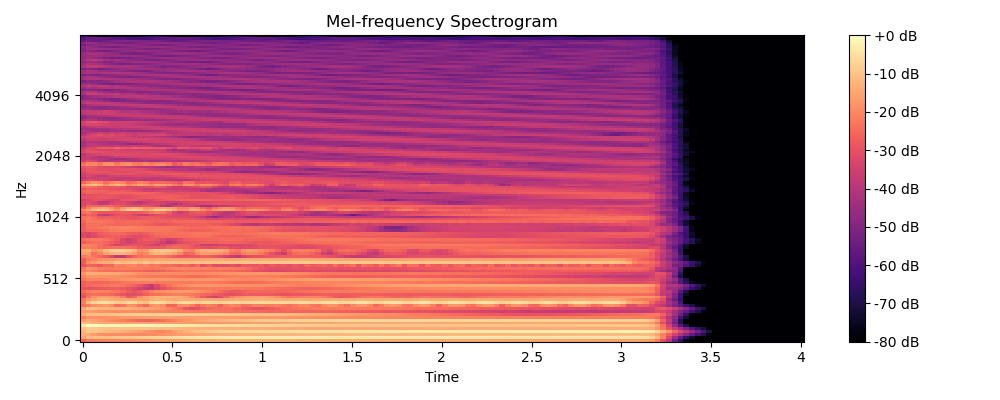 Mel-frequency Spectrogram
Hz
4096
2048
1024
512
0
0
0.5
1
1.5
2
2.5
3
3.5
4
Time
+0 dB
-10 dB
-20 dB
-30 dB
-40 dB
-50 dB
-60 dB
-70 dB
-80 dB